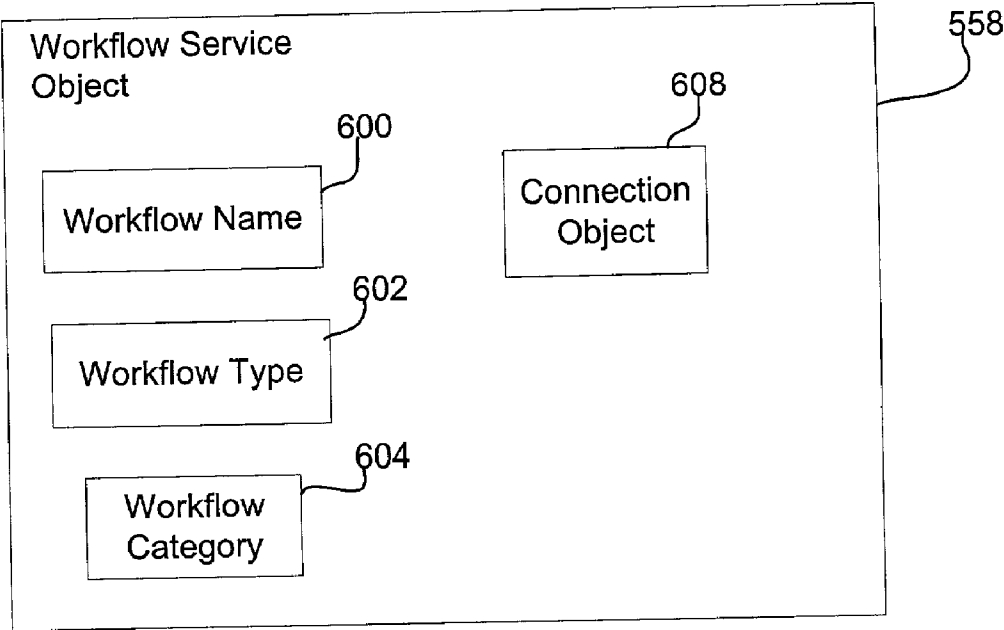 558
Workflow Service
Object
608
600
Connection
Object
Workflow Name
602
Workflow Type
604
Workflow
Category